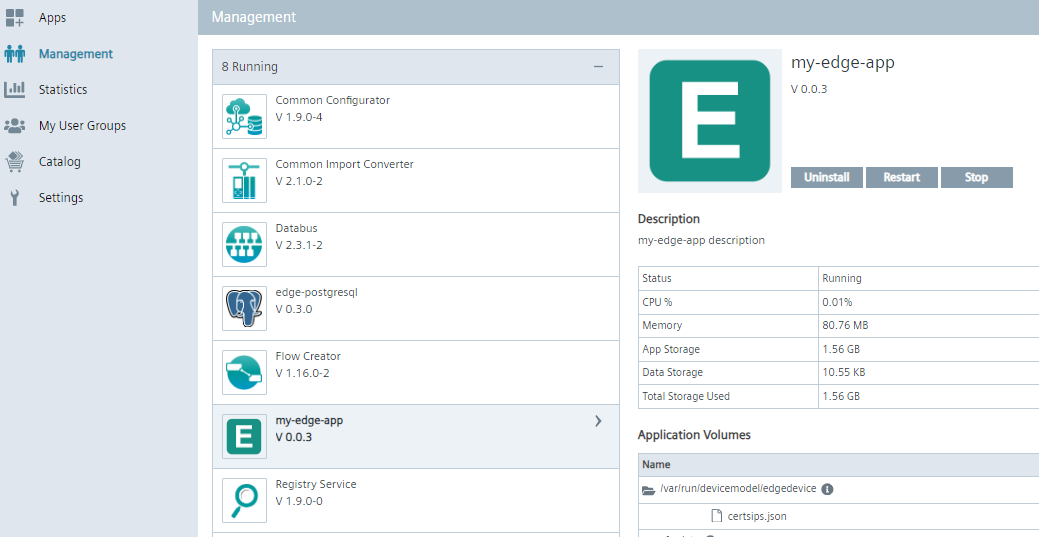 Apps
Management
Statistics
My User Groups
Catalog
Settings
Management
8 Running
Common Configurator
V 1.9.0-4
Common Import Converter
V 2.1.0-2
Databus
V 2.3.1-2
edge-postgresql
V 0.3.0
Flow Creator
V 1.16.0-2
E
my-edge-app
V 0.0.3
Registry Service
V 1.9.0-0
E
my-edge-app
V 0.0.3
Uninstall Restart Stop
Description
my-edge-app description
Status Running
CPU % 0.01%
Memory 80.76 MB
App Storage 1.56 GB
Data Storage 10.55 KB
Total Storage Used 1.56 GB
Application Volumes
Name
/var/run/devicemodel/edgedevice
certsips.json